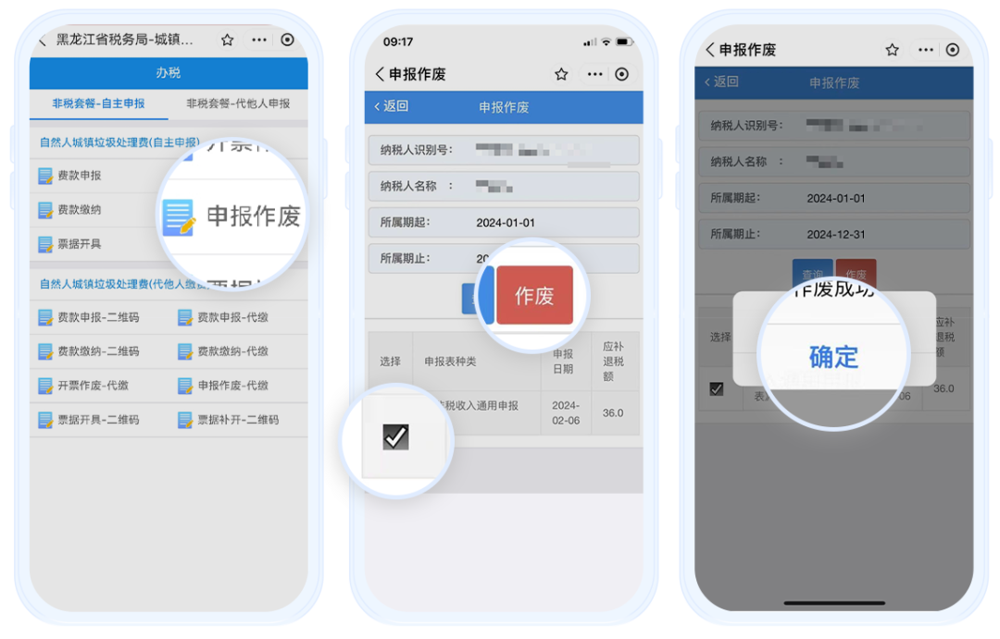 黑龙江省税务局-城镇...
办税
非税套餐-自主申报
非税套餐-代他人申报
自然人城镇垃圾处理费(自主申报)
费款申报
费款缴纳
申报作废
票据开具
自然人城镇垃圾处理费(代他人缴
费款申报-二维码
费款申报-代缴
费款缴纳-二维码
费款缴纳-代缴
开票作废-代缴
申报作废-代缴
票据开具-二维码
票据补开-二维码
09:17
申报作废
返回
申报作废
纳税人识别号:
纳税人名称 :
所属期起:
2024-01-01
所属期止:
作废
选择
申报表种类
申报
日期
应补
退税
额
税收入通用申报
2024-
02-06
36.0
申报作废
返回
申报作废
纳税人识别号:
纳税人名称 :
所属期起:
2024-01-01
所属期止:
2024-12-31
查询
作废
作废成功
确定
选择
应补
退税
额
06
36.0